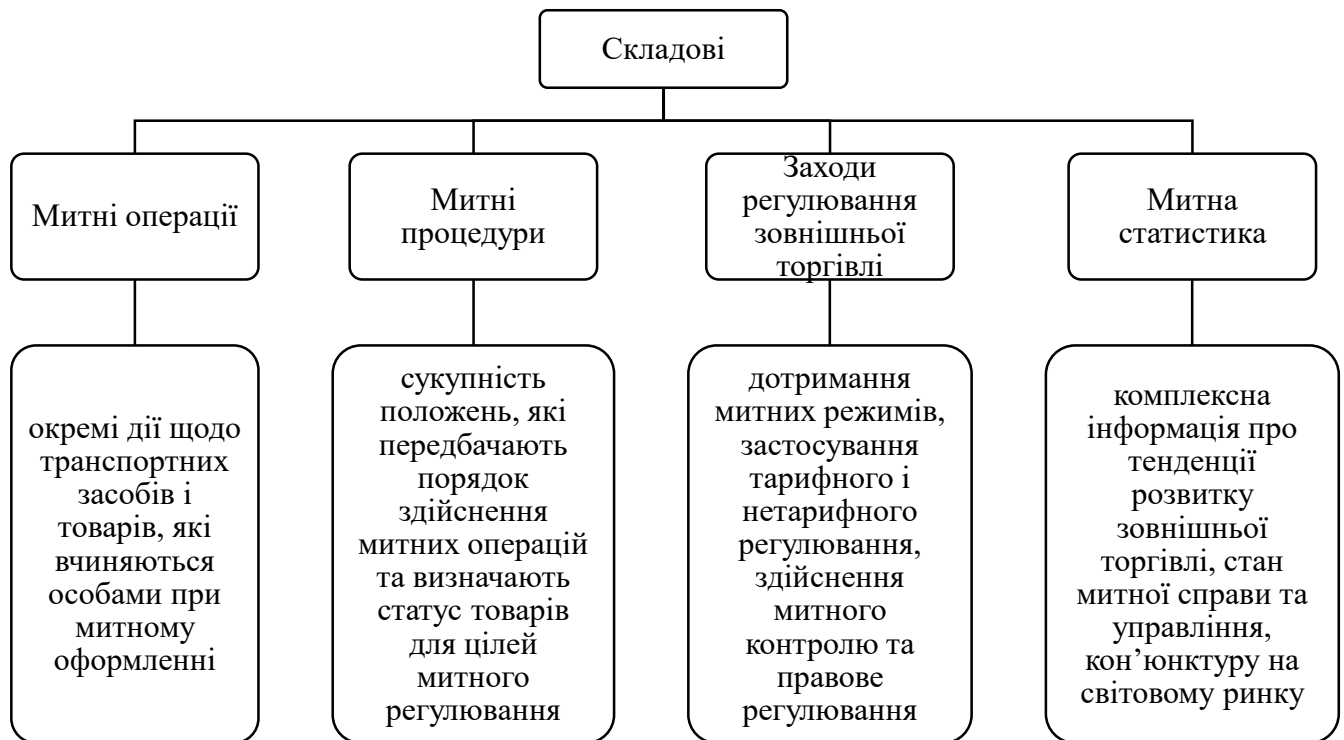 Складові
Митні операції
Митні
процедури
Заходи
регулювання
зовнішньої
торгівлі
Митна
статистика
окремі дії щодо
транспортних
засобів і
товарів, які
вчиняються
особами при
митному
оформленні
сукупність
положень, які
передбачають
порядок
здійснення
митних операцій
та визначають
статус товарів
для цілей
митного
регулювання
дотримання
митних режимів,
застосування
тарифного і
нетарифного
регулювання,
здійснення
митного
контролю та
правове
регулювання
комплексна
інформація про
тенденції
розвитку
зовнішньої
торгівлі, стан
митної справи та
управління,
кон’юнктуру на
світовому ринку